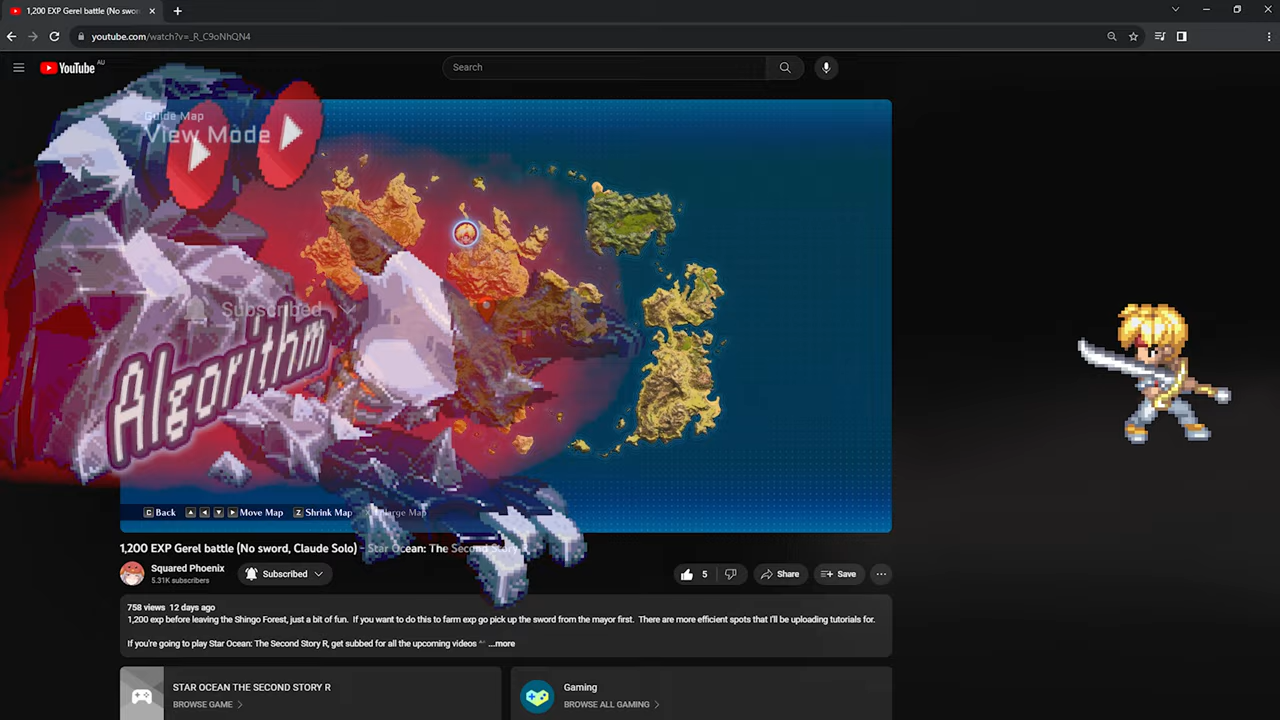 1,200 EXP Gerel battle (No swor
youtube.com/watch?v=_R_C9oNhQN4
YouTube AU
Search
Guide Map
View Mode
Subscribed
Algorithm
Back Move Map Shrink Map Enlarge Map
1,200 EXP Gerel battle (No sword, Claude Solo) - Star Ocean: The Second Story
Squared Phoenix
5.31K subscribers
Subscribed
5
Share
Save
758 views 12 days ago
1,200 exp before leaving the Shingo Forest, just a bit of fun. If you want to do this to farm exp go pick up the sword from the mayor first. There are more efficient spots that I'll be uploading tutorials for.
If you're going to play Star Ocean: The Second Story R, get subbed for all the upcoming videos ^^ ...more
STAR OCEAN THE SECOND STORY R
BROWSE GAME
Gaming
BROWSE ALL GAMING